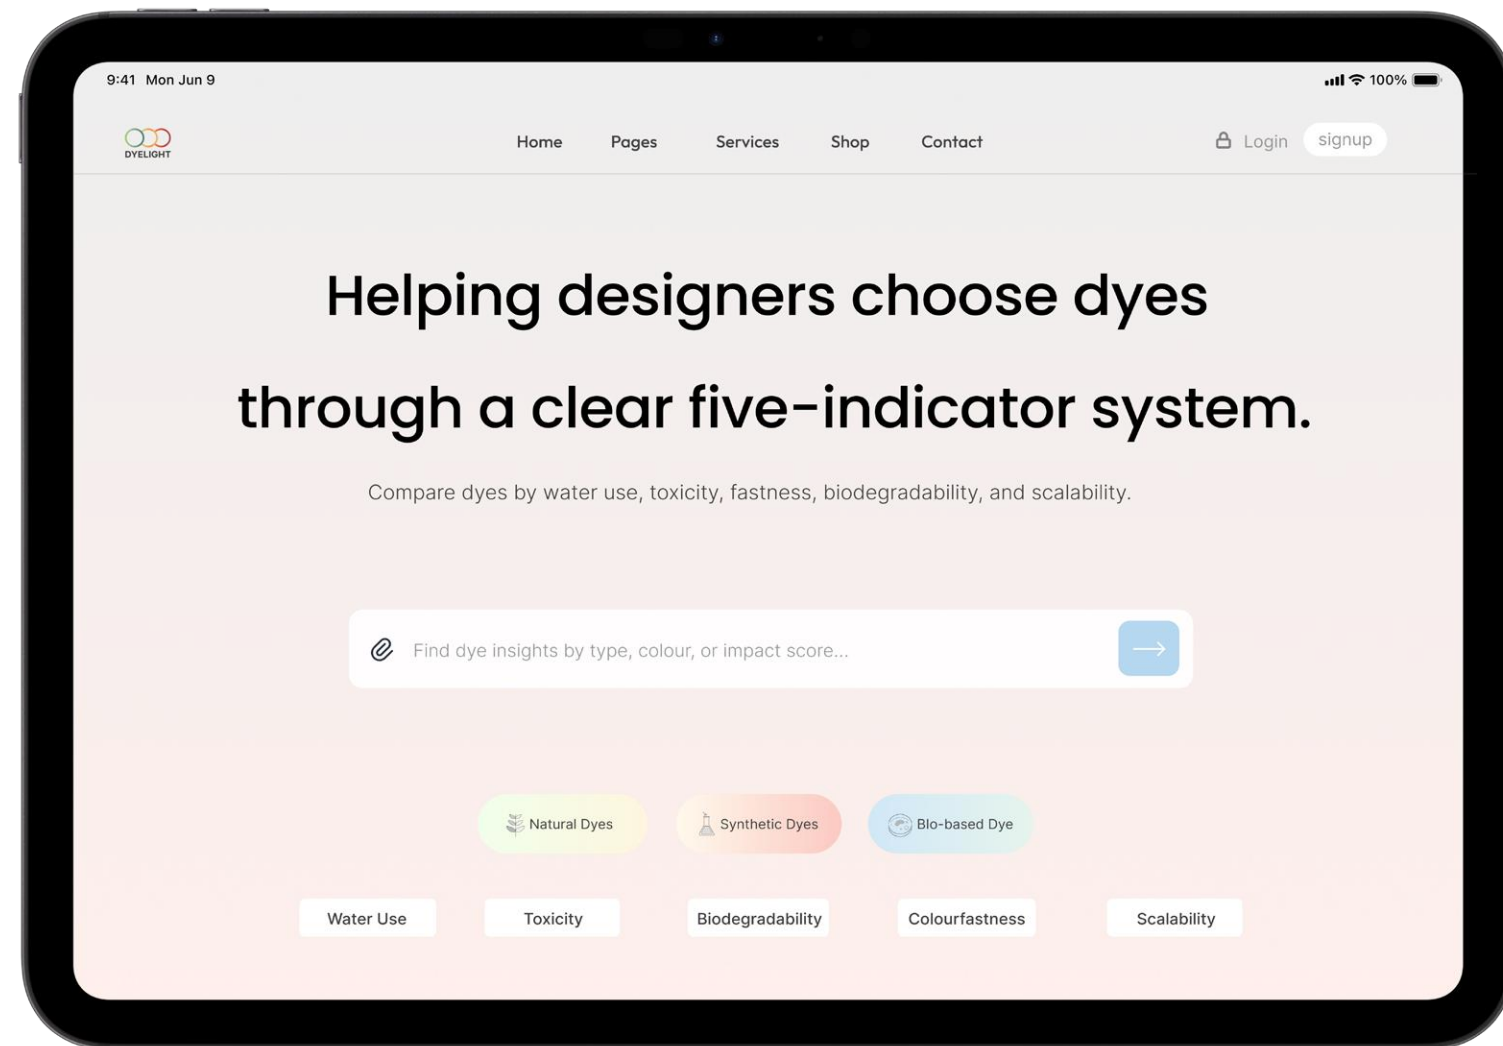 9:41 Mon Jun 9
100%
DYELIGHT
Home Pages Services Shop Contact
Login signup
Helping designers choose dyes
through a clear five-indicator system.
Compare dyes by water use, toxicity, fastness, biodegradability, and scalability.
Find dye insights by type, colour, or impact score...
Natural Dyes Synthetic Dyes BIo-based Dye
Water Use Toxicity Biodegradability Colourfastness Scalability